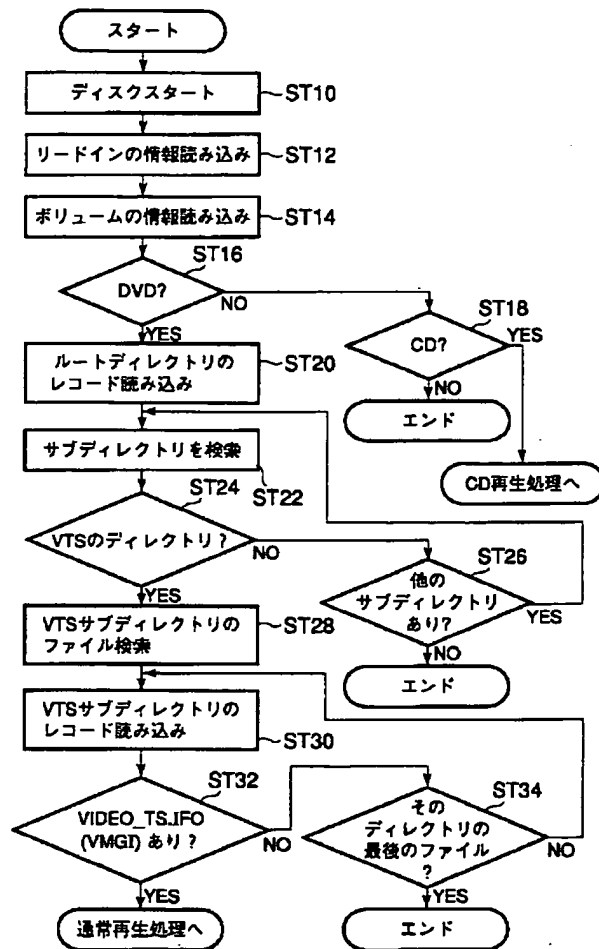 スタート
ディスクスタート
ST10
リードインの情報読み込み
ST12
ボリュームの情報読み込み
ST14
ST16
DVD?
NO
YES
ST18
CD?
YES
NO
エンド
CD再生処理へ
ルートディレクトリの
レコード読み込み
ST20
サブディレクトリを検索
ST22
ST24
VTSのディレクトリ?
NO
YES
ST26
他の
サブディレクトリ
あり?
YES
NO
エンド
VTSサブディレクトリの
ファイル検索
ST28
VTSサブディレクトリの
レコード読み込み
ST30
ST32
VIDEO_TS.IFO
(VMGI) あり?
NO
YES
通常再生処理へ
ST34
その
ディレクトリの
最後のファイル
?
NO
YES
エンド